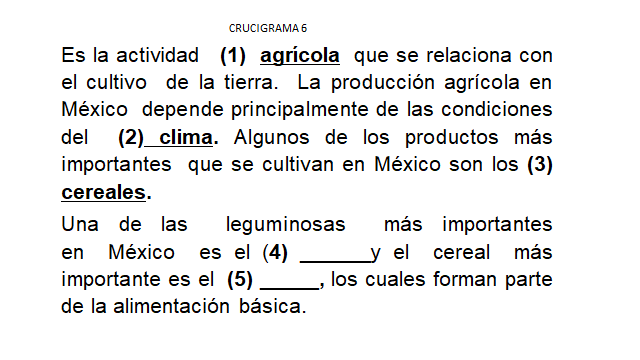 CRUCIGRAMA 6
Es la actividad (1) agrícola que se relaciona con
el cultivo de la tierra. La producción agrícola en
México depende principalmente de las condiciones
del (2) clima. Algunos de los productos más
importantes que se cultivan en México son los (3)
cereales.
Una de las leguminosas más importantes
en México es el (4) ______y el cereal más
importante es el (5) _____, los cuales forman parte
de la alimentación básica.